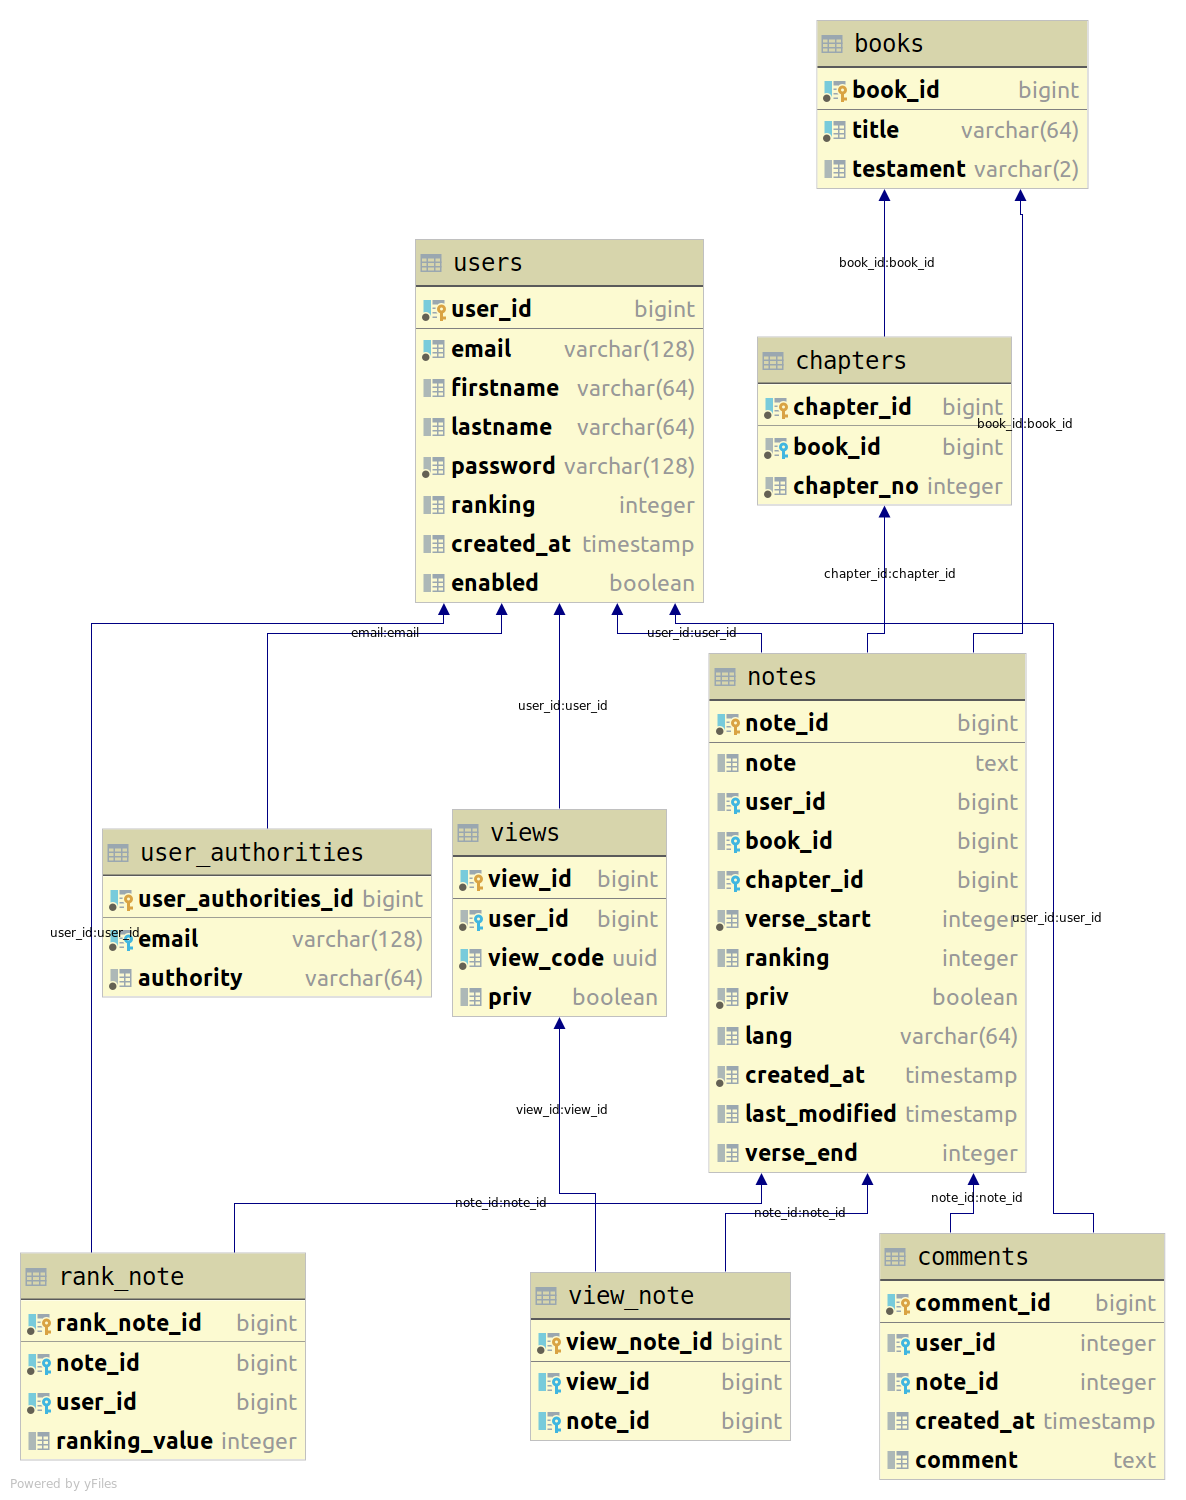 books
book_id bigint
title varchar(64)
testament varchar(2)
book_id:book_id
users
user_id bigint
email varchar(128)
firstname varchar(64)
lastname varchar(64)
password varchar(128)
ranking integer
created_at timestamp
enabled boolean
chapters
chapter_id bigint
book_id:book_id
book_id bigint
chapter_no integer
chapter_id:chapter_id
email:email
user_id:user_id
user_id:user_id
notes
note_id bigint
note text
user_id bigint
book_id bigint
chapter_id bigint
verse_start integer
user_id:user_id
ranking integer
priv boolean
lang varchar(64)
created_at timestamp
last_modified timestamp
verse_end integer
user_authorities
user_authorities_id bigint
user_id:user_id
email varchar(128)
authority varchar(64)
views
view_id bigint
user_id bigint
view_code uuid
priv boolean
view_id:view_id
note_id:note_id
note_id:note_id
note_id:note_id
rank_note
rank_note_id bigint
note_id bigint
user_id bigint
ranking_value integer
view_note
view_note_id bigint
view_id bigint
note_id bigint
comments
comment_id bigint
user_id integer
note_id integer
created_at timestamp
comment text
Powered by yFiles